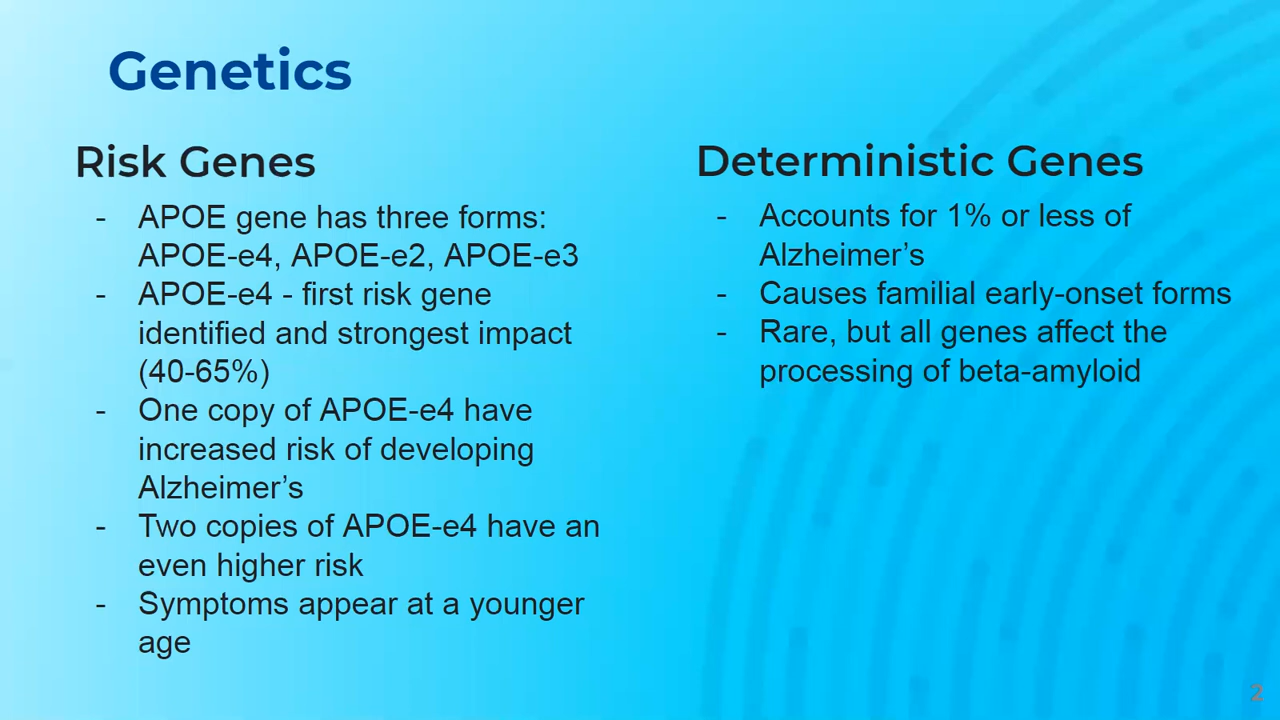 Genetics
Risk Genes
- APOE gene has three forms:
APOE-e4, APOE-e2, APOE-e3
- APOE-e4 - first risk gene
identified and strongest impact
(40-65%)
- One copy of APOE-e4 have
increased risk of developing
Alzheimer’s
- Two copies of APOE-e4 have an
even higher risk
- Symptoms appear at a younger
age
Deterministic Genes
- Accounts for 1% or less of
Alzheimer’s
- Causes familial early-onset forms
- Rare, but all genes affect the
processing of beta-amyloid
2